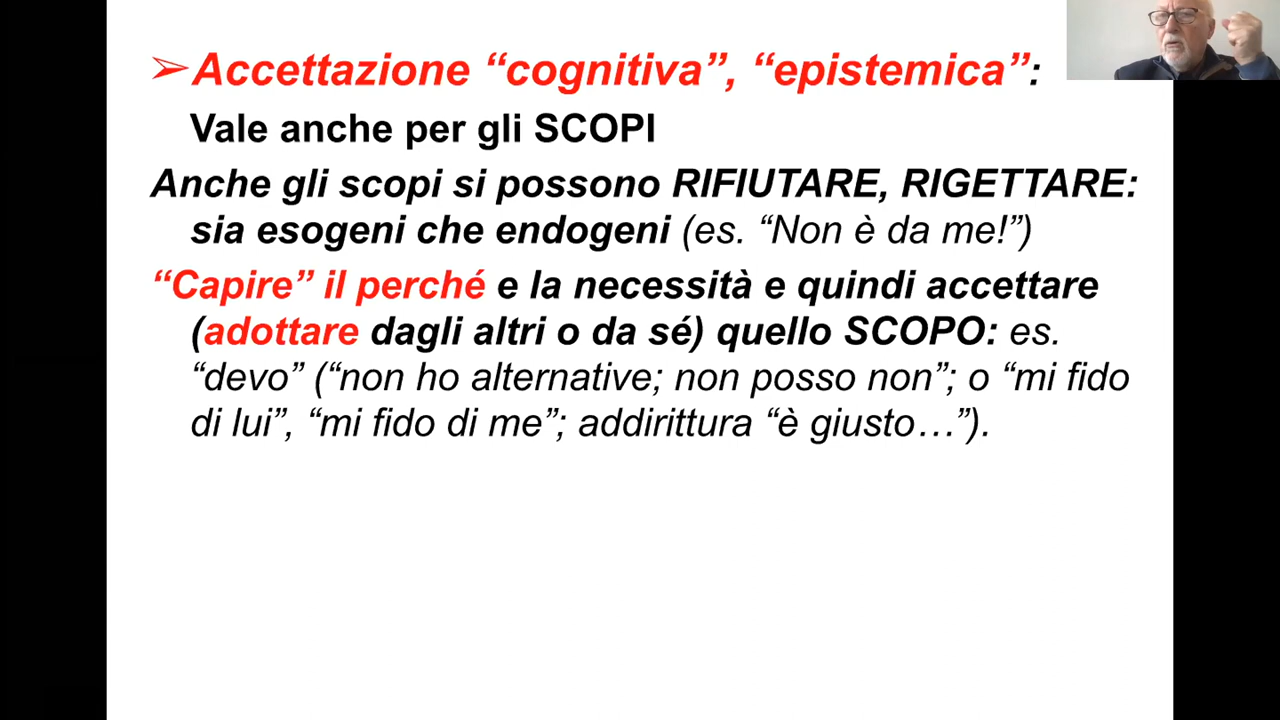 ➢Accettazione “cognitiva”, “epistemica”:
Vale anche per gli SCOPI
Anche gli scopi si possono RIFIUTARE, RIGETTARE:
sia esogeni che endogeni (es. “Non è da me!”)
“Capire” il perché e la necessità e quindi accettare
(adottare dagli altri o da sé) quello SCOPO: es.
“devo” (“non ho alternative; non posso non”; o “mi fido
di lui”, “mi fido di me”; addirittura “è giusto…”).